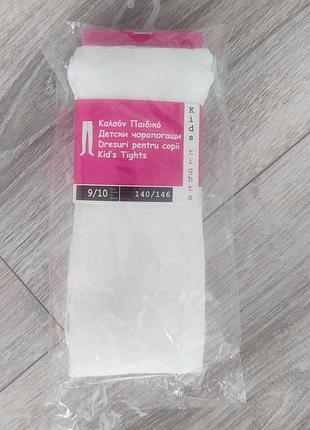 Καλσόν Παιδικό
Детски чорапогащи
Dresuri pentru copii
Kid's Tights
9/10
140/146
Kids tights